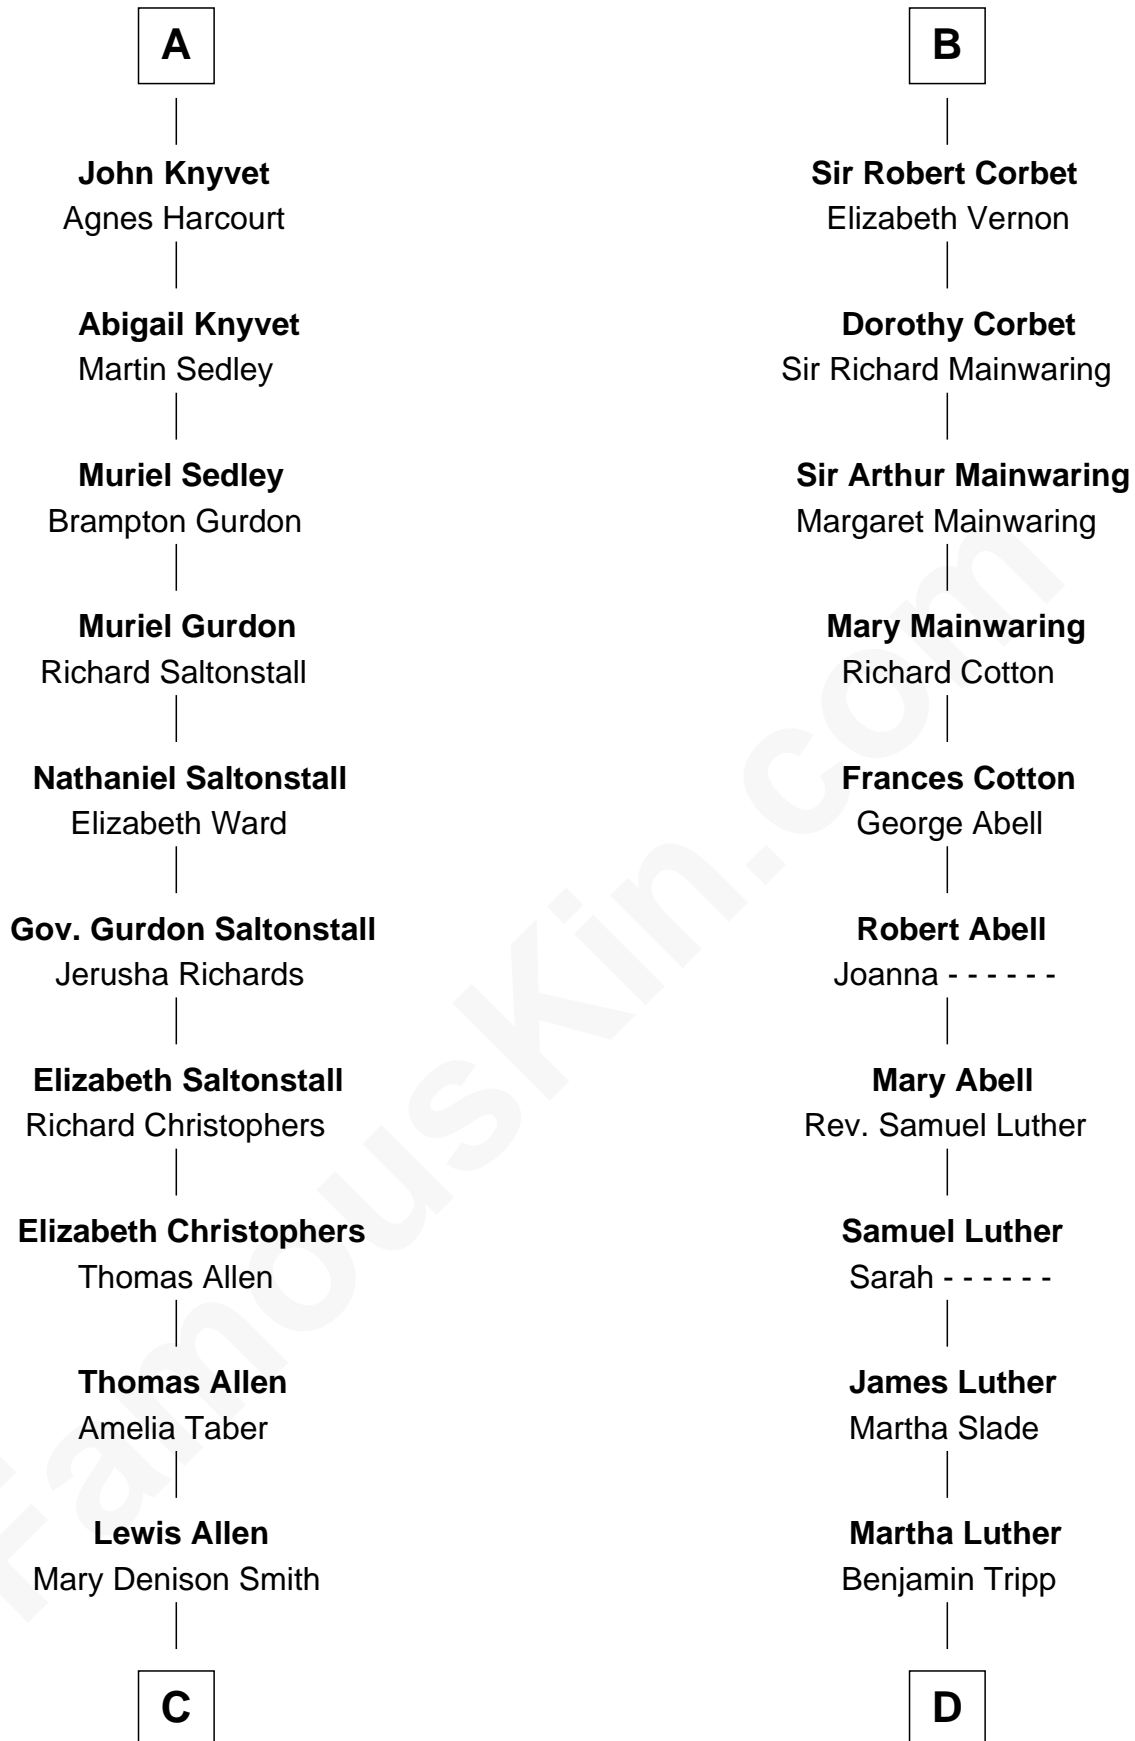 A
John Knyvet
Agnes Harcourt
Abigail Knyvet
Martin Sedley
Muriel Sedley
Brampton Gurdon
Muriel Gurdon
Richard Saltonstall
Nathaniel Saltonstall
Elizabeth Ward
Gov. Gurdon Saltonstall
Jerusha Richards
Elizabeth Saltonstall
Richard Christophers
Elizabeth Christophers
Thomas Allen
Thomas Allen
Amelia Taber
Lewis Allen
Mary Denison Smith
C
B
Sir Robert Corbet
Elizabeth Vernon
Dorothy Corbet
Sir Richard Mainwaring
Sir Arthur Mainwaring
Margaret Mainwaring
Mary Mainwaring
Richard Cotton
Frances Cotton
George Abell
Robert Abell
Joanna - - - - - -
Mary Abell
Rev. Samuel Luther
Samuel Luther
Sarah - - - - - -
James Luther
Martha Slade
Martha Luther
Benjamin Tripp
D
FamousKin.com